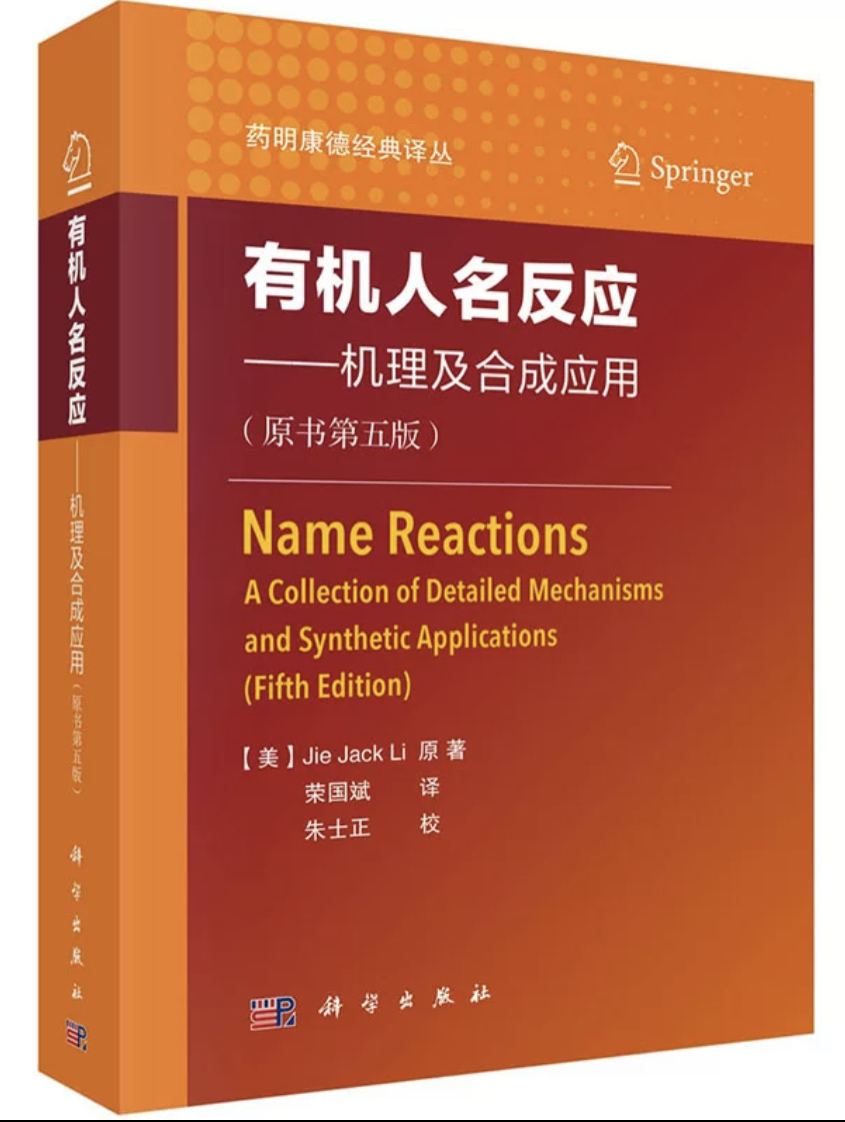 药明康德经典译丛
Springer
有机人名反应
——机理及合成应用
（原书第五版）
Name Reactions
A Collection of Detailed Mechanisms
and Synthetic Applications
(Fifth Edition)
【美】Jie Jack Li 原著
荣国斌 译
朱士正 校
科学出版社
有机人名反应——机理及合成应用（原书第五版）
科学出版社